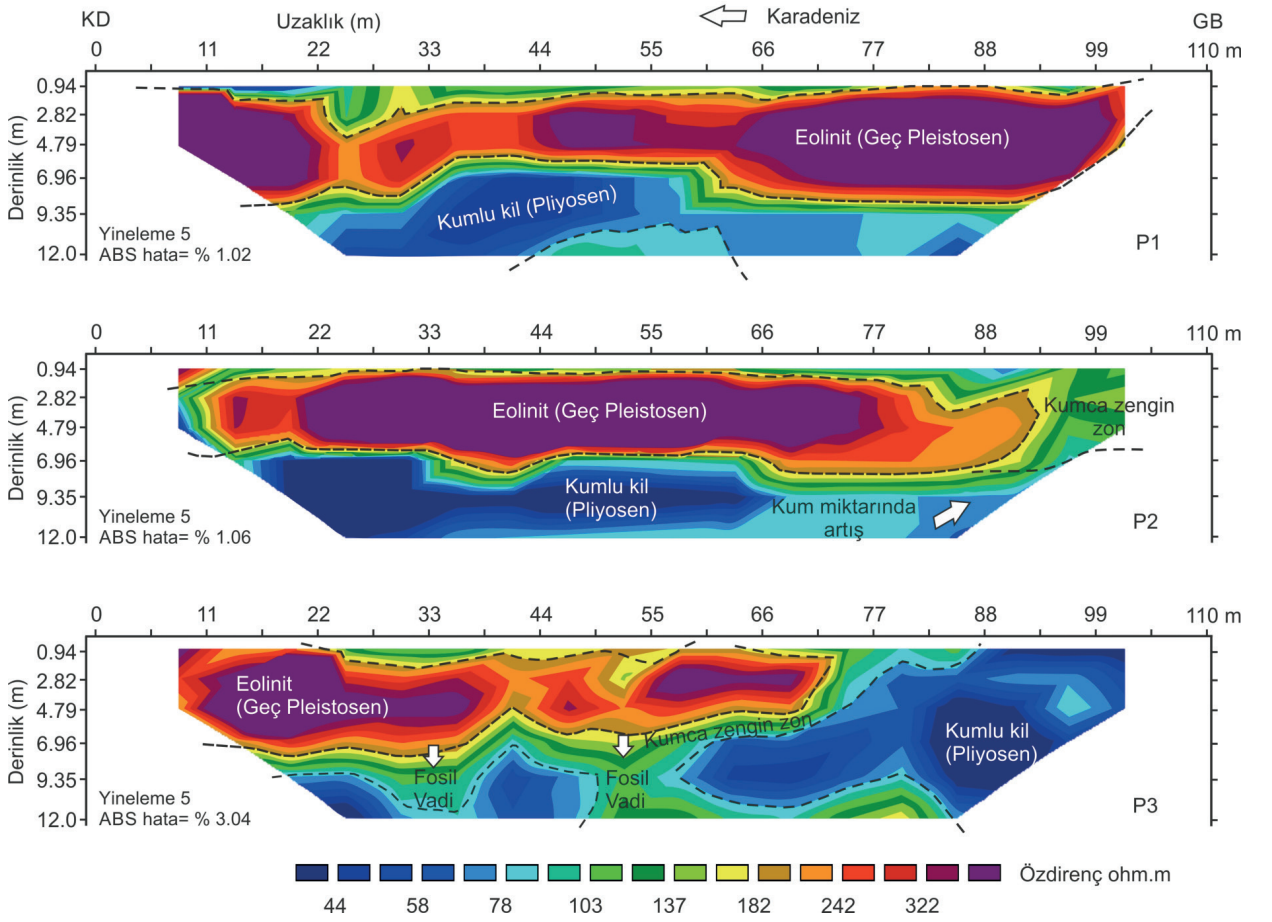 KD Uzaklık (m) Karadeniz GB
0 11 22 33 44 55 66 77 88 99 110 m
Derinlik (m)
0.94
2.82
4.79
6.96
9.35
12.0
Eolinit (Geç Pleistosen)
Kumlu kil (Pliyosen)
Yineleme 5
ABS hata= % 1.02
P1
0 11 22 33 44 55 66 77 88 99 110 m
Derinlik (m)
0.94
2.82
4.79
6.96
9.35
12.0
Eolinit (Geç Pleistosen)
Kumca zengin
zon
Kumlu kil
(Pliyosen)
Kum miktarında
artış
Yineleme 5
ABS hata= % 1.06
P2
0 11 22 33 44 55 66 77 88 99 110 m
Derinlik (m)
0.94
2.82
4.79
6.96
9.35
12.0
Eolinit
(Geç Pleistosen)
Kumca zengin zon
Kumlu kil
(Pliyosen)
Fosil
Vadi
Fosil
Vadi
Yineleme 5
ABS hata= % 3.04
P3
Özdirenç ohm.m
44 58 78 103 137 182 242 322